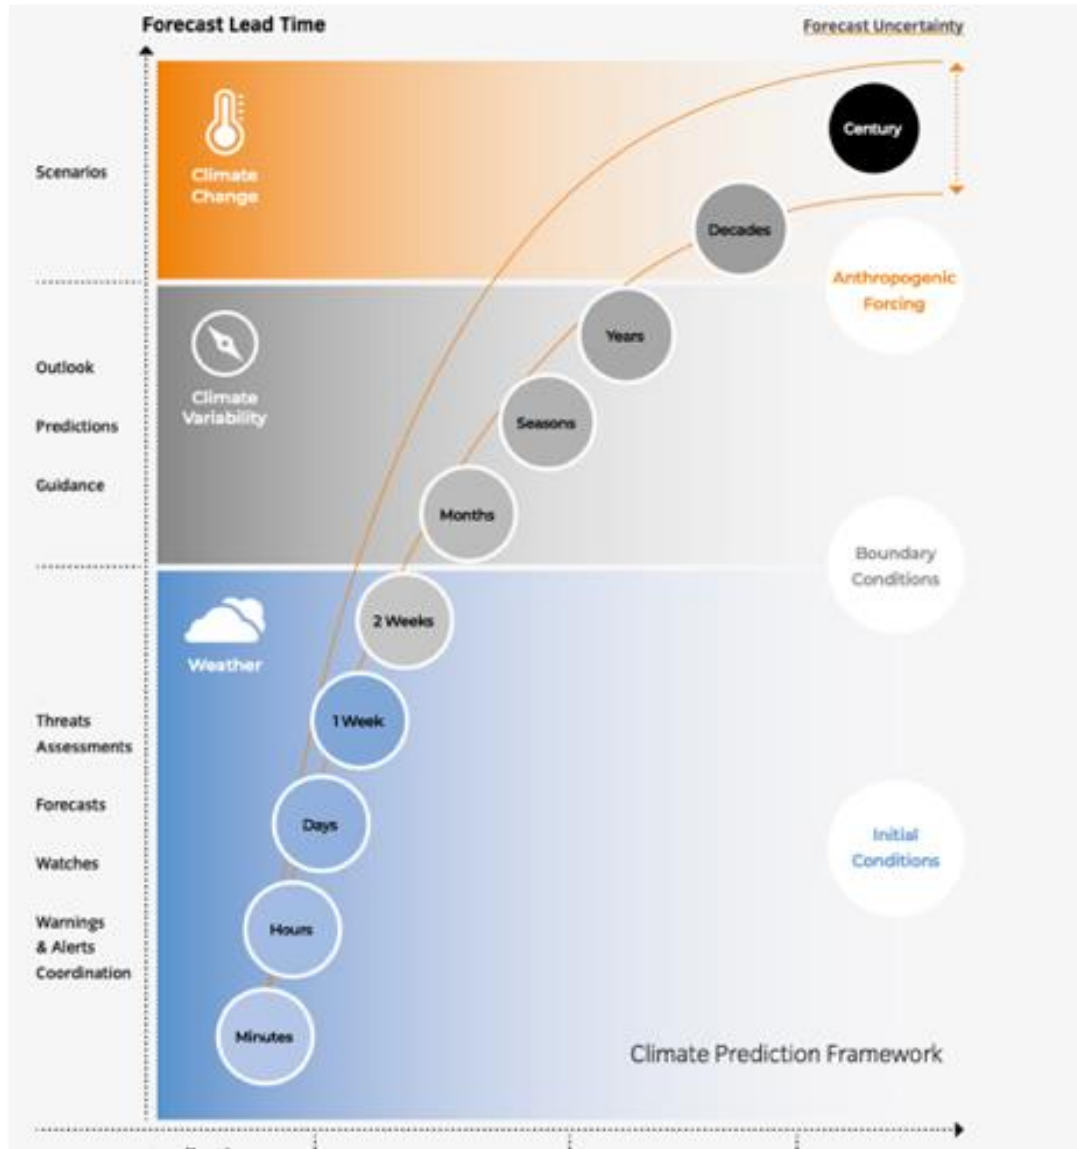 Forecast Lead Time
Forecast Uncertainty
Scenarios
Climate
Change
Century
Decades
Anthropogenic
Forcing
Outlook
Predictions
Guidance
Climate
Variability
Years
Seasons
Months
Boundary
Conditions
Weather
2 Weeks
1 Week
Threats
Assessments
Forecasts
Watches
Warnings
& Alerts
Coordination
Days
Hours
Minutes
Initial
Conditions
Climate Prediction Framework